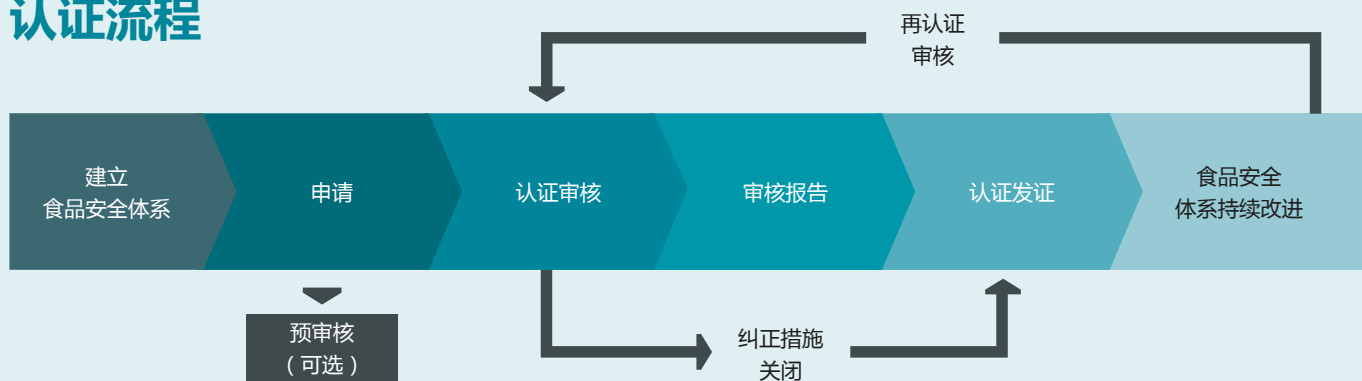 认证流程
再认证
审核
建立
食品安全体系
申请
认证审核
审核报告
认证发证
食品安全
体系持续改进
预审核
（可选）
纠正措施
关闭